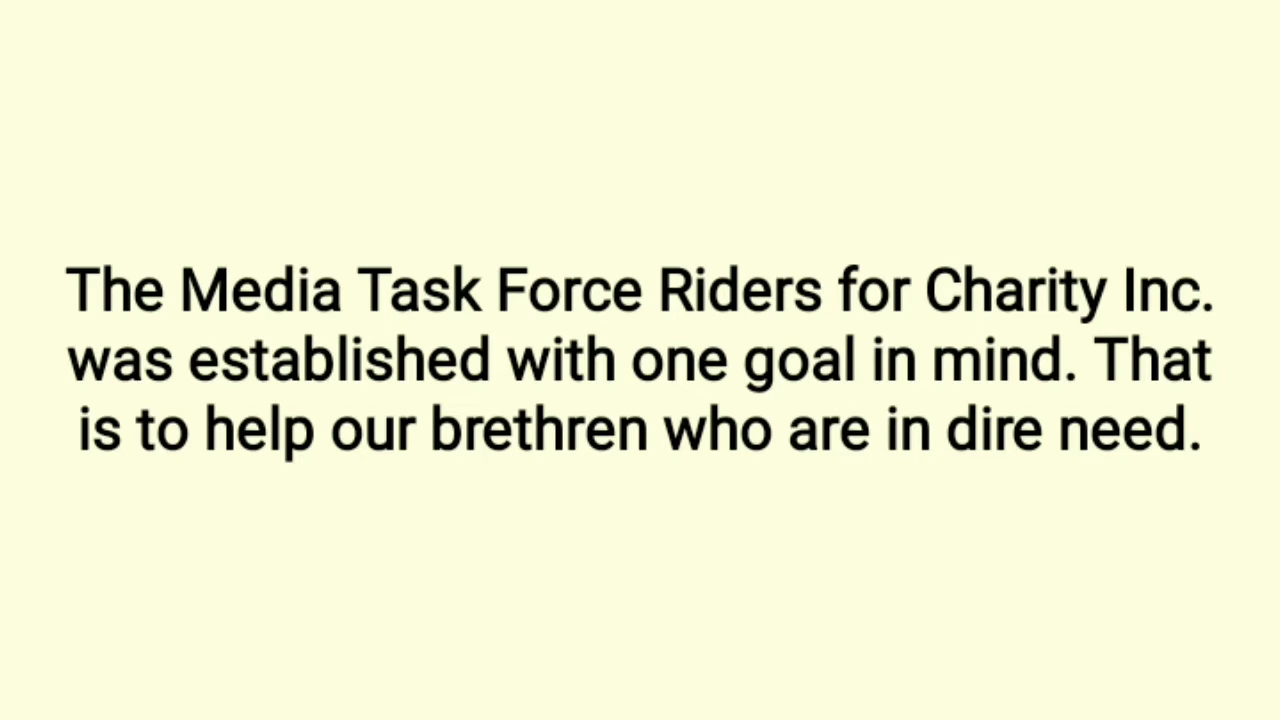 The Media Task Force Riders for Charity Inc.
was established with one goal in mind. That
is to help our brethren who are in dire need.